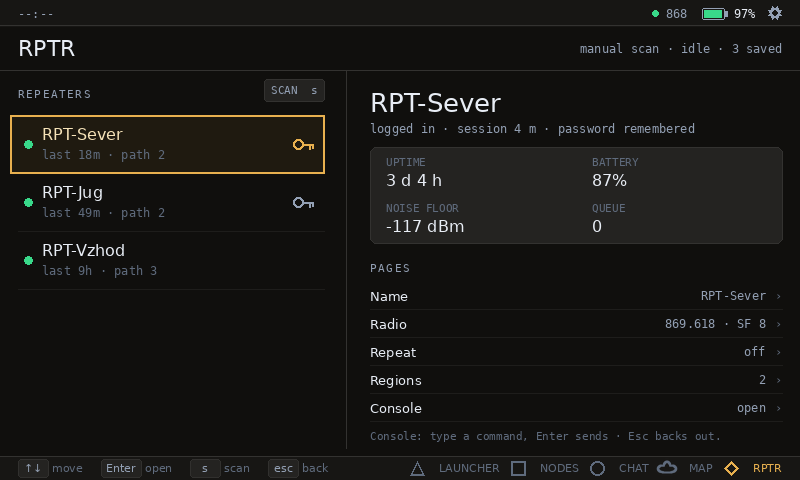 --:-- 868 97%
RPTR manual scan · idle · 3 saved
REPEATERS SCAN s
RPT-Sever
last 18m · path 2
RPT-Jug
last 49m · path 2
RPT-Vzhod
last 9h · path 3
RPT-Sever
logged in · session 4 m · password remembered
UPTIME BATTERY
3 d 4 h 87%
NOISE FLOOR QUEUE
-117 dBm 0
PAGES
Name RPT-Sever ›
Radio 869.618 · SF 8 ›
Repeat off ›
Regions 2 ›
Console open ›
Console: type a command, Enter sends · Esc backs out.
↑↓ move Enter open s scan esc back LAUNCHER NODES CHAT MAP RPTR